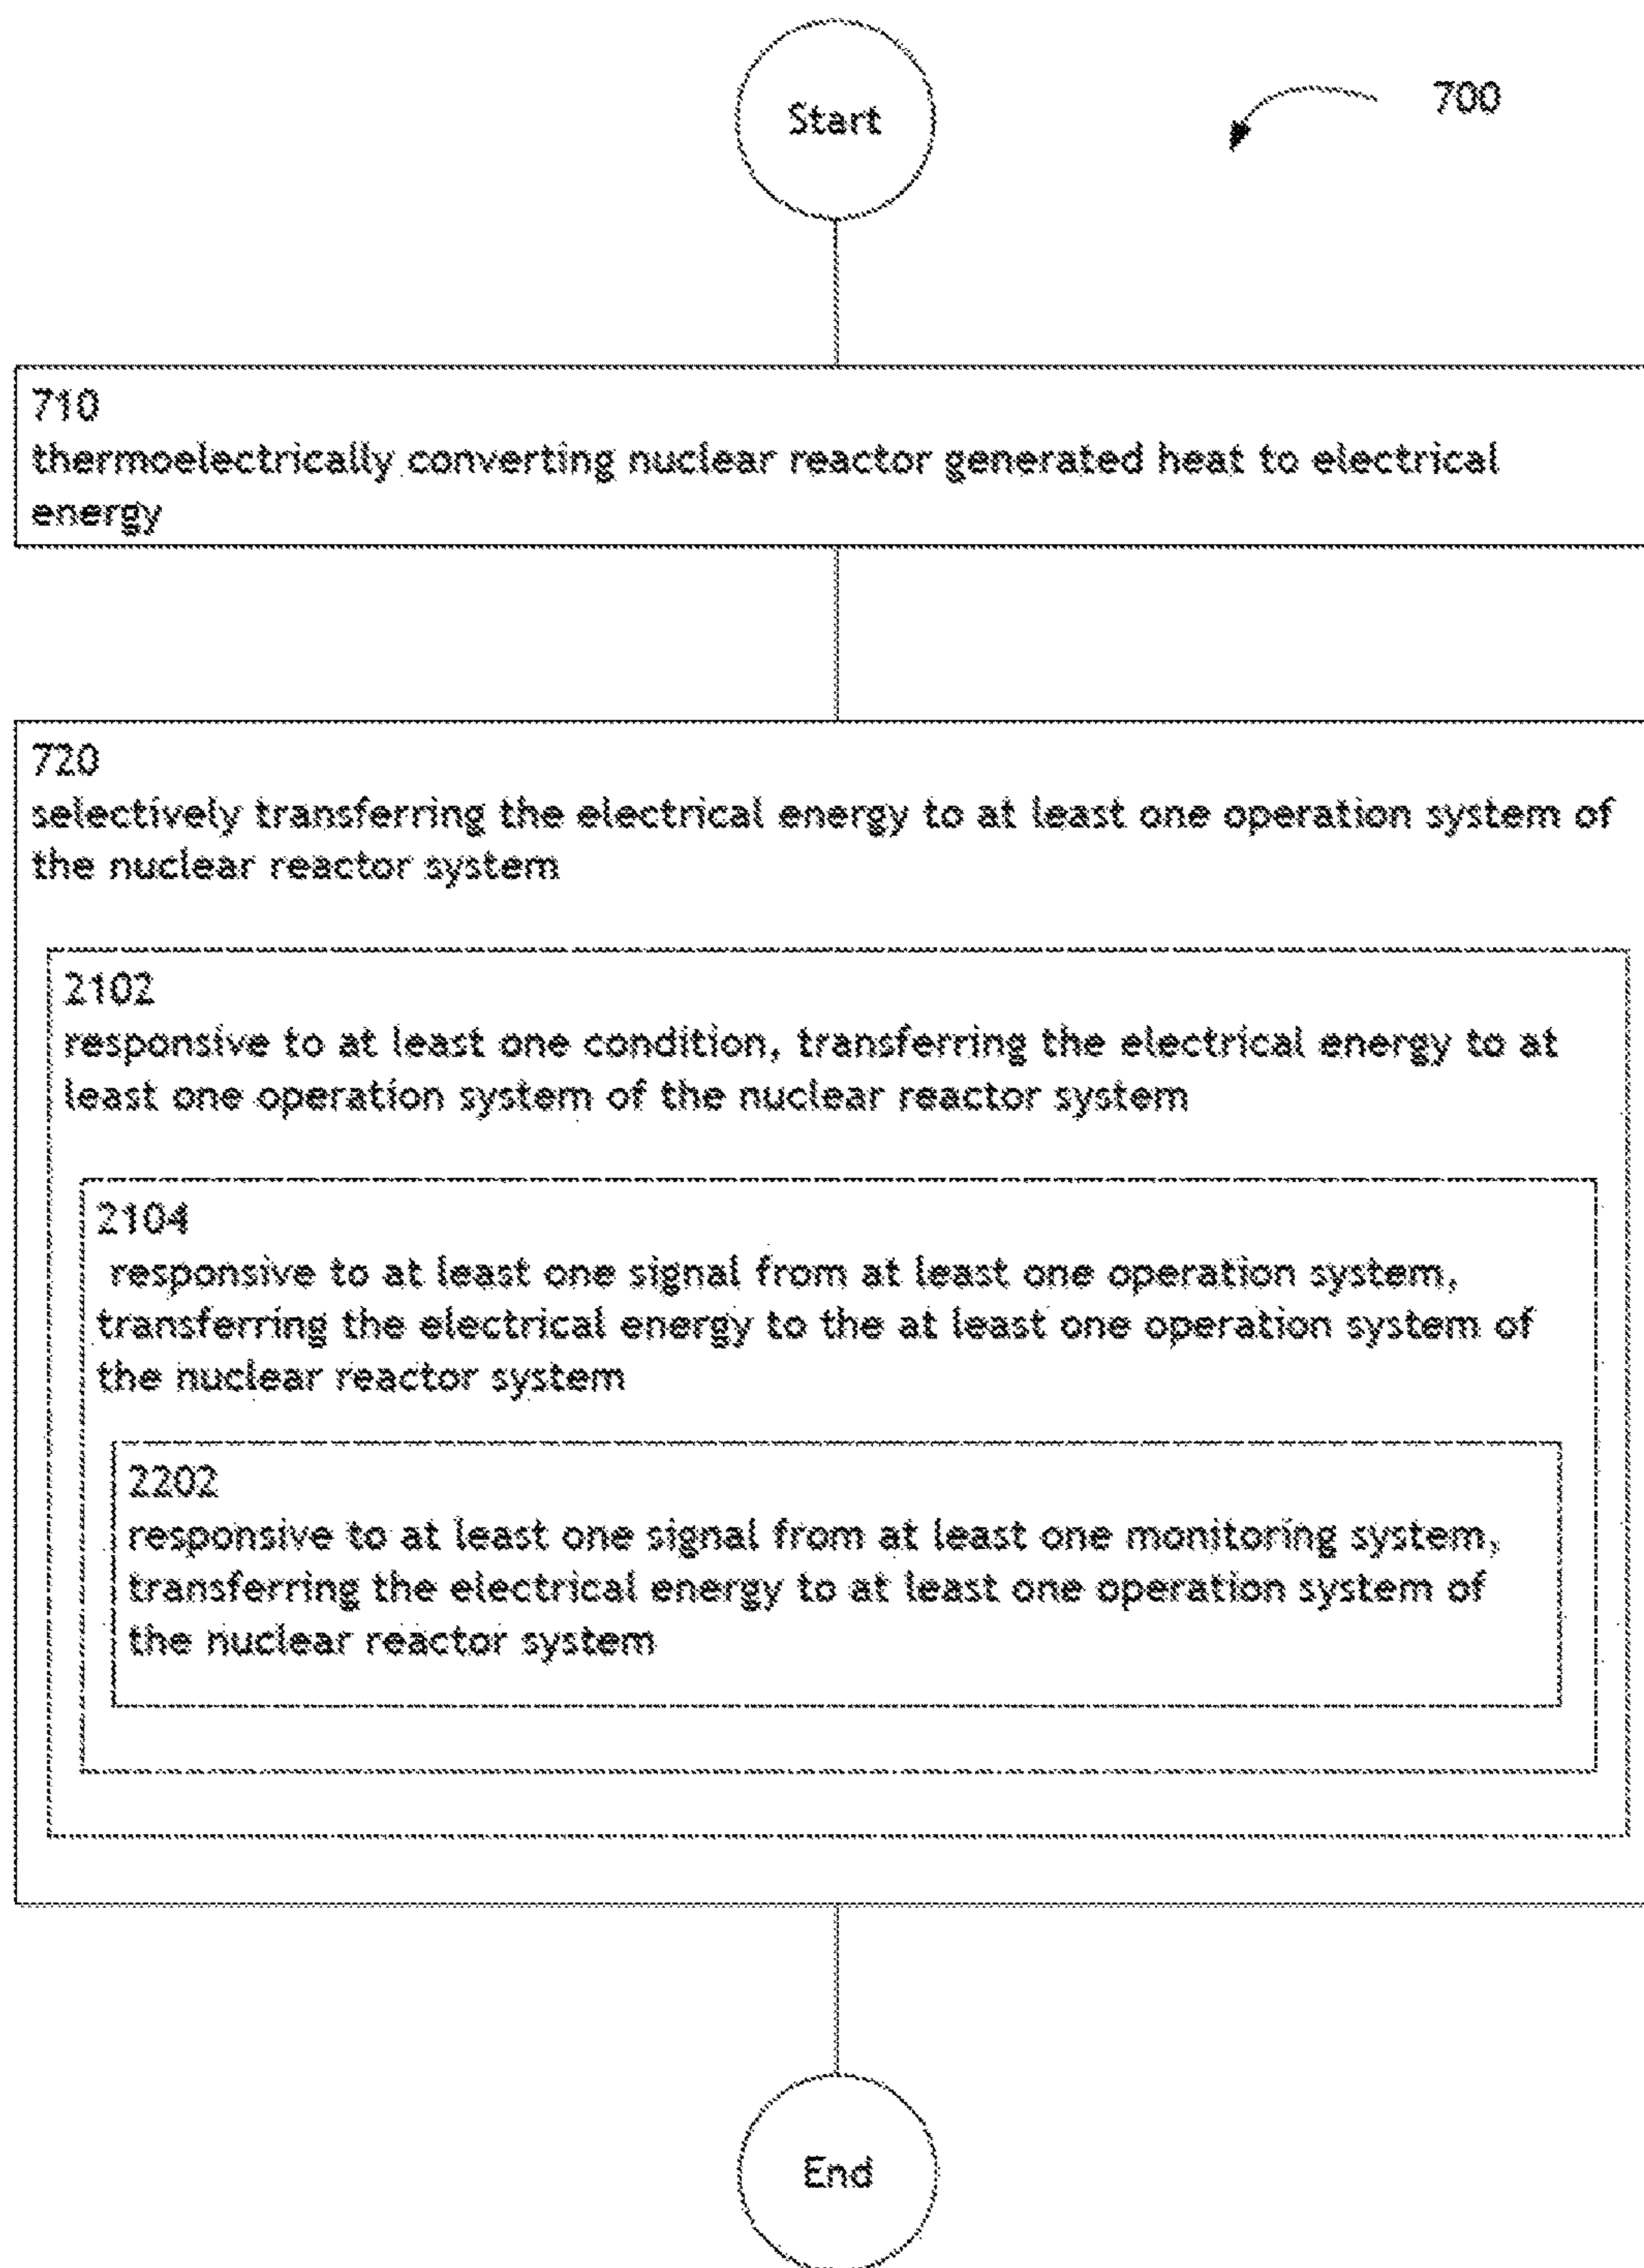 Start
700
710
thermoelectrically converting nuclear reactor generated heat to electrical
energy
720
selectively transferring the electrical energy to at least one operation system of
the nuclear reactor system
2102
responsive to at least one condition, transferring the electrical energy to at
least one operation system of the nuclear reactor system
2104
responsive to at least one signal from at least one operation system,
transferring the electrical energy to the at least one operation system of
the nuclear reactor system
2202
responsive to at least one signal from at least one monitoring system,
transferring the electrical energy to at least one operation system of
the nuclear reactor system
End